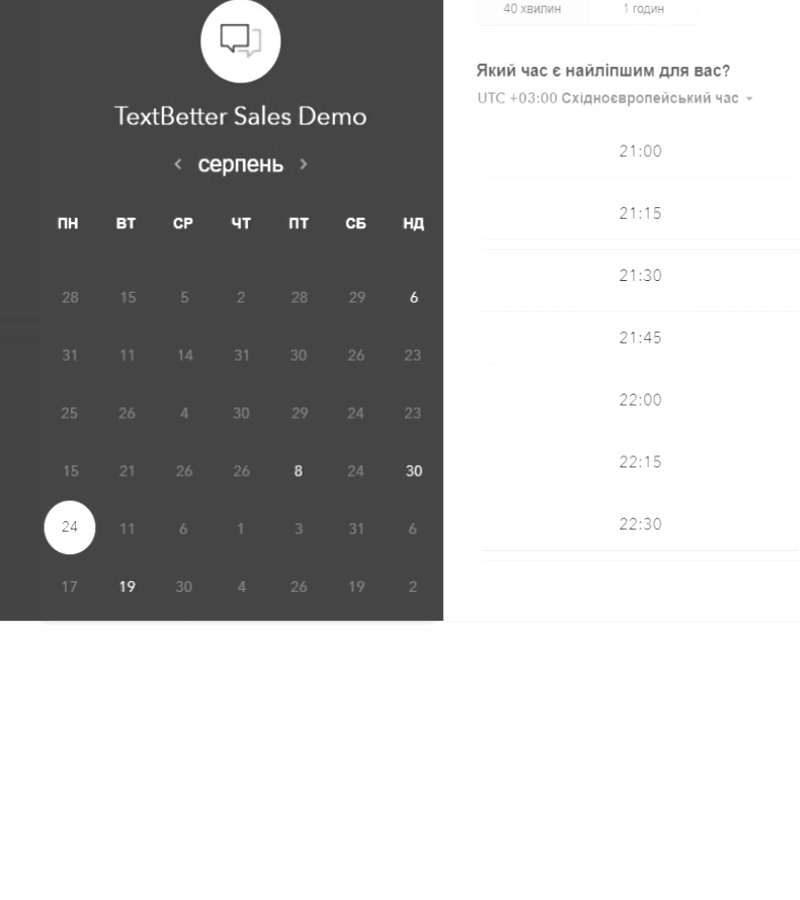 TextBetter Sales Demo
серпень
ПН ВТ СР ЧТ ПТ СБ НД
28 15 5 2 28 29 6
31 11 14 31 30 26 23
25 26 4 30 29 24 23
15 21 26 26 8 24 30
24 11 6 1 3 31 6
17 19 30 4 26 19 2
40 хвилин 1 годин
Який час є найліпшим для вас?
UTC +03:00 Східноєвропейський час
21:00
21:15
21:30
21:45
22:00
22:15
22:30